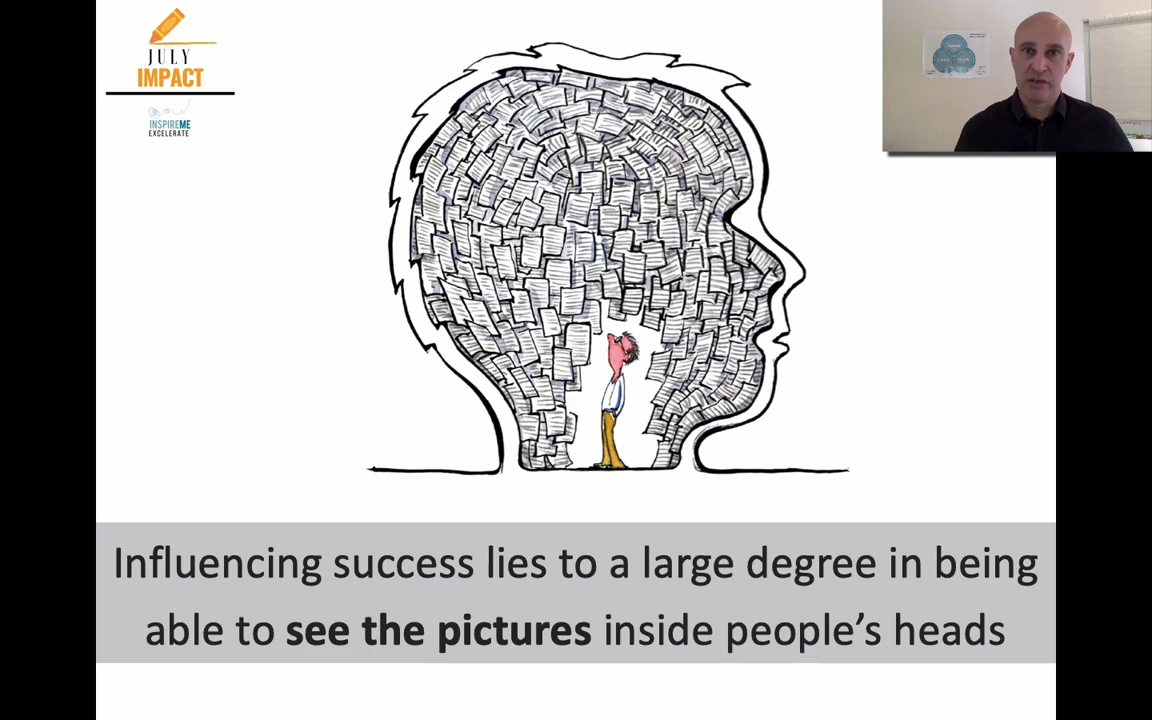 JULY
IMPACT
INSPIREME
EXCELERATE
Influencing success lies to a large degree in being
able to see the pictures inside people’s heads